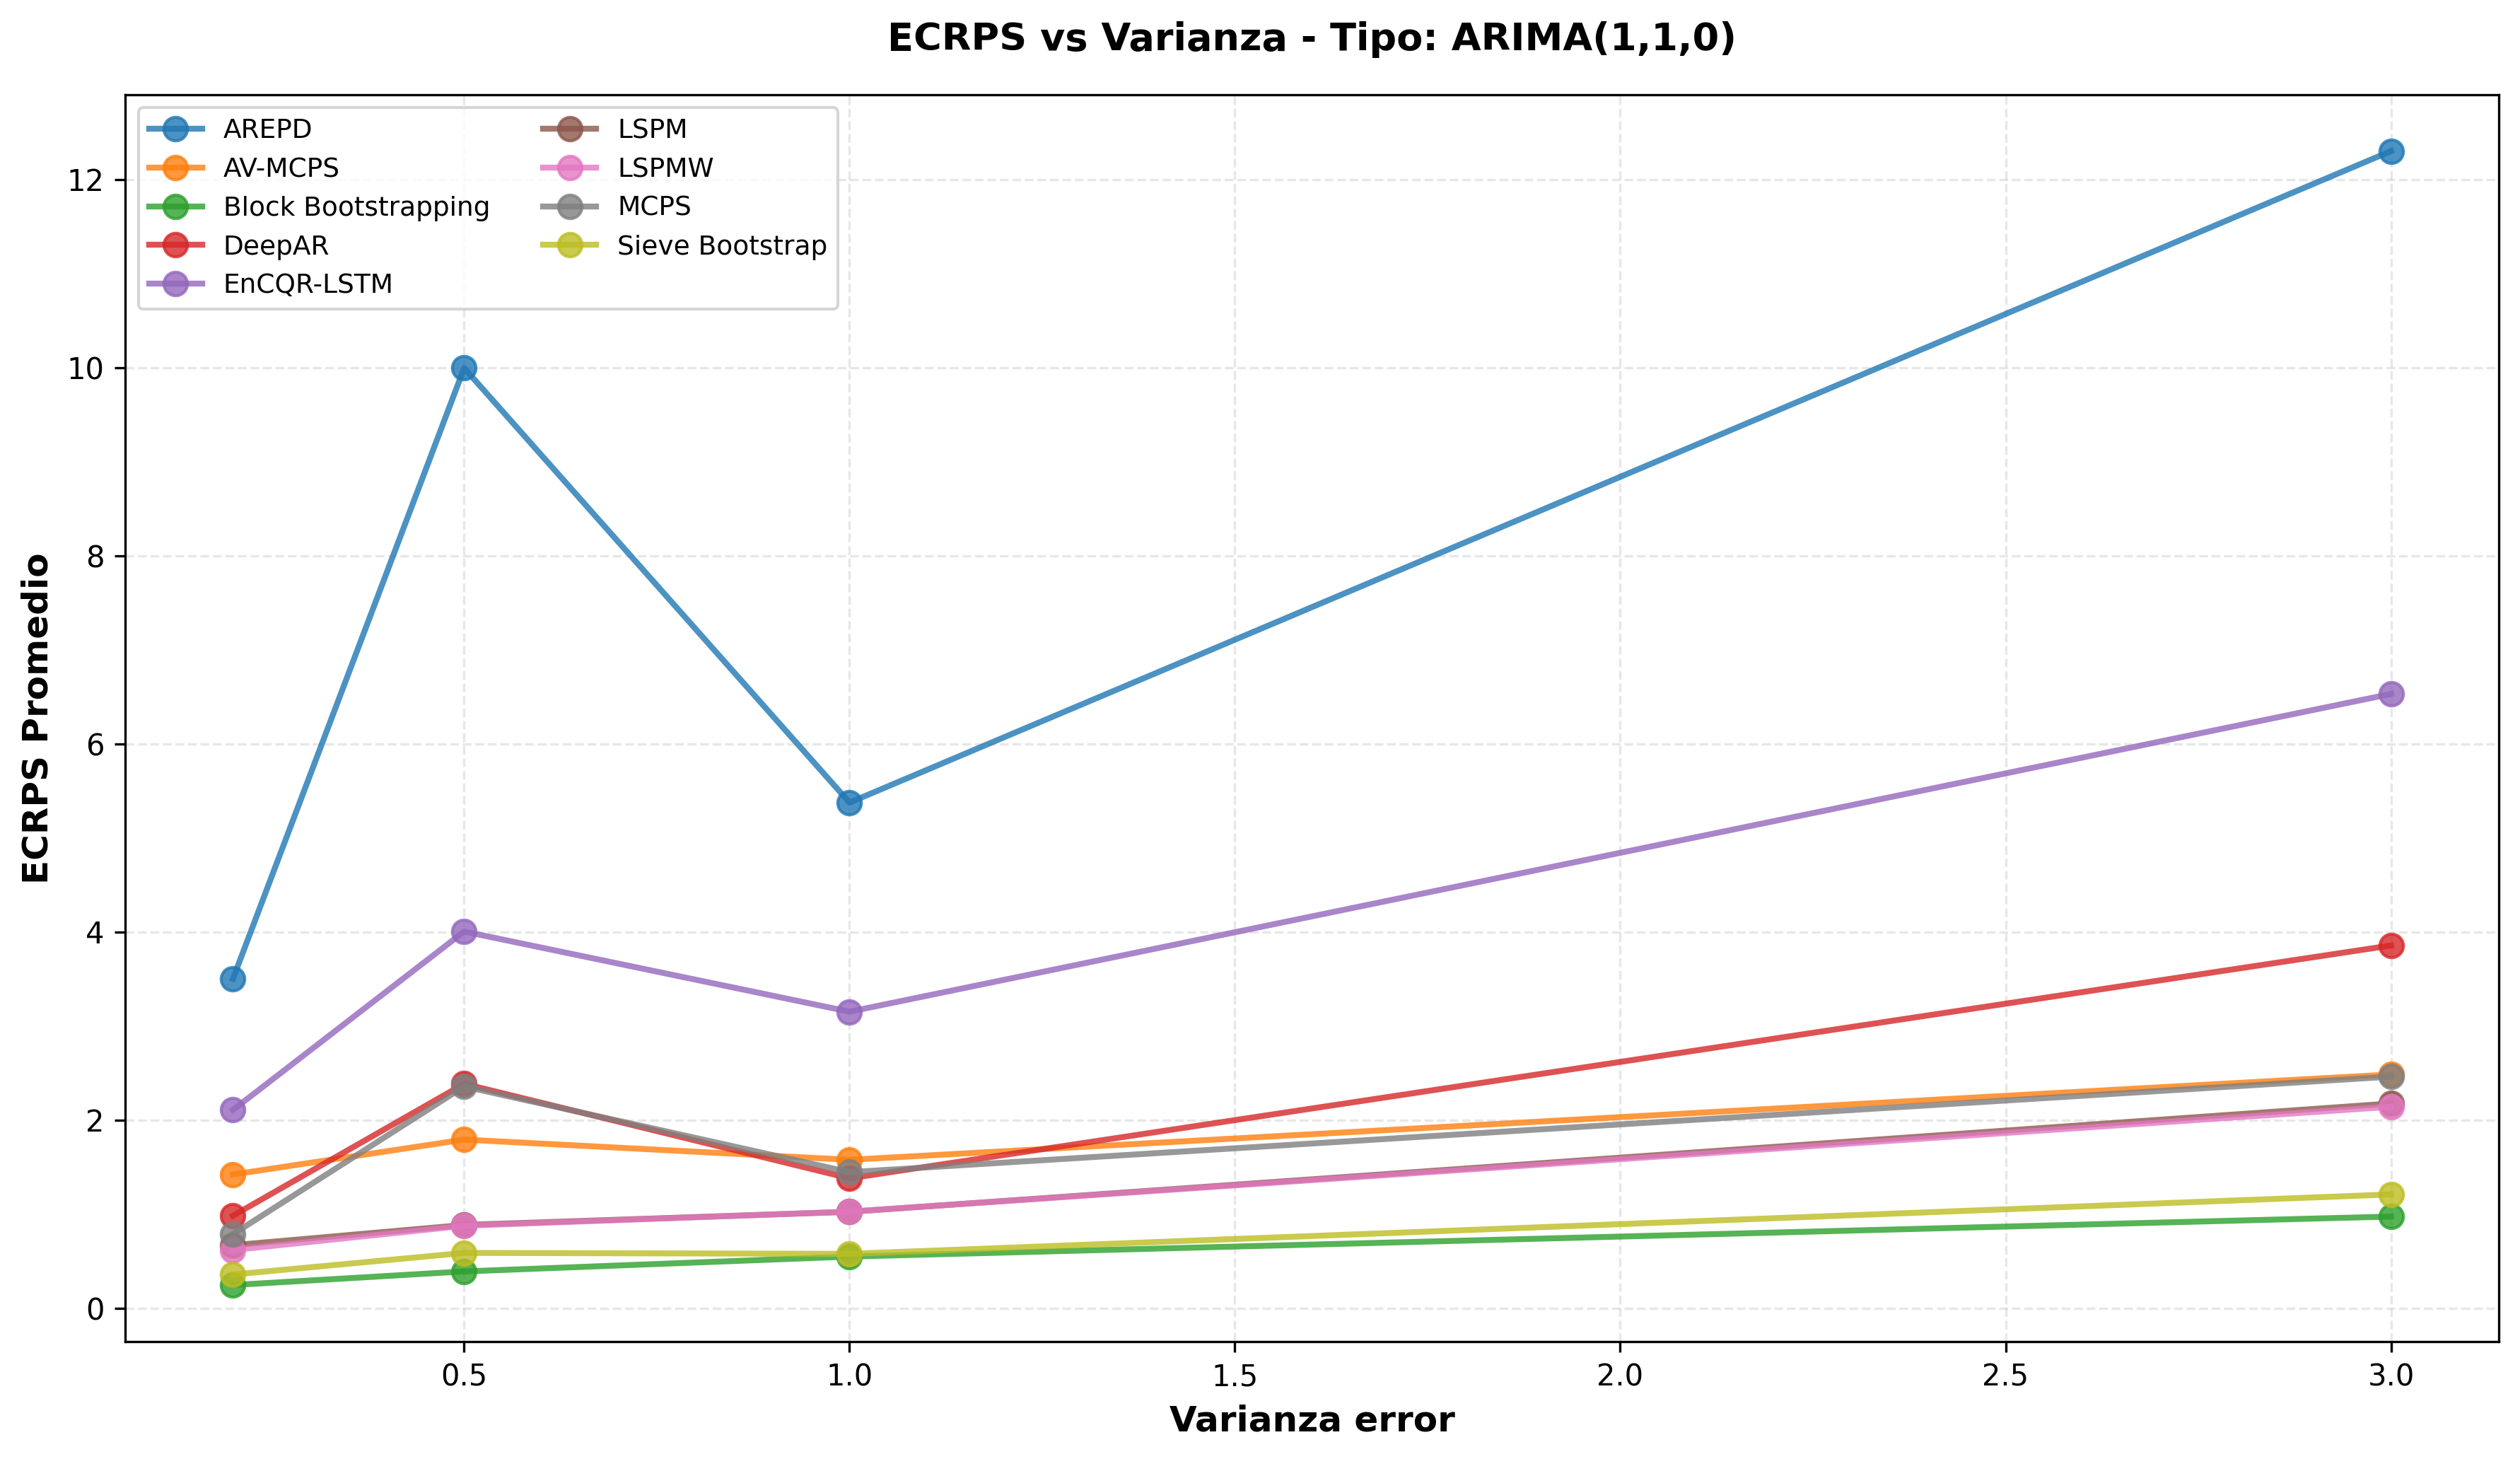 ECRPS vs Varianza - Tipo: ARIMA(1,1,0)
AREPD
AV-MCPS
Block Bootstrapping
DeepAR
EnCQR-LSTM
LSPM
LSPMW
MCPS
Sieve Bootstrap
ECRPS Promedio
12
10
8
6
4
2
0
0.5 1.0 1.5 2.0 2.5 3.0
Varianza error